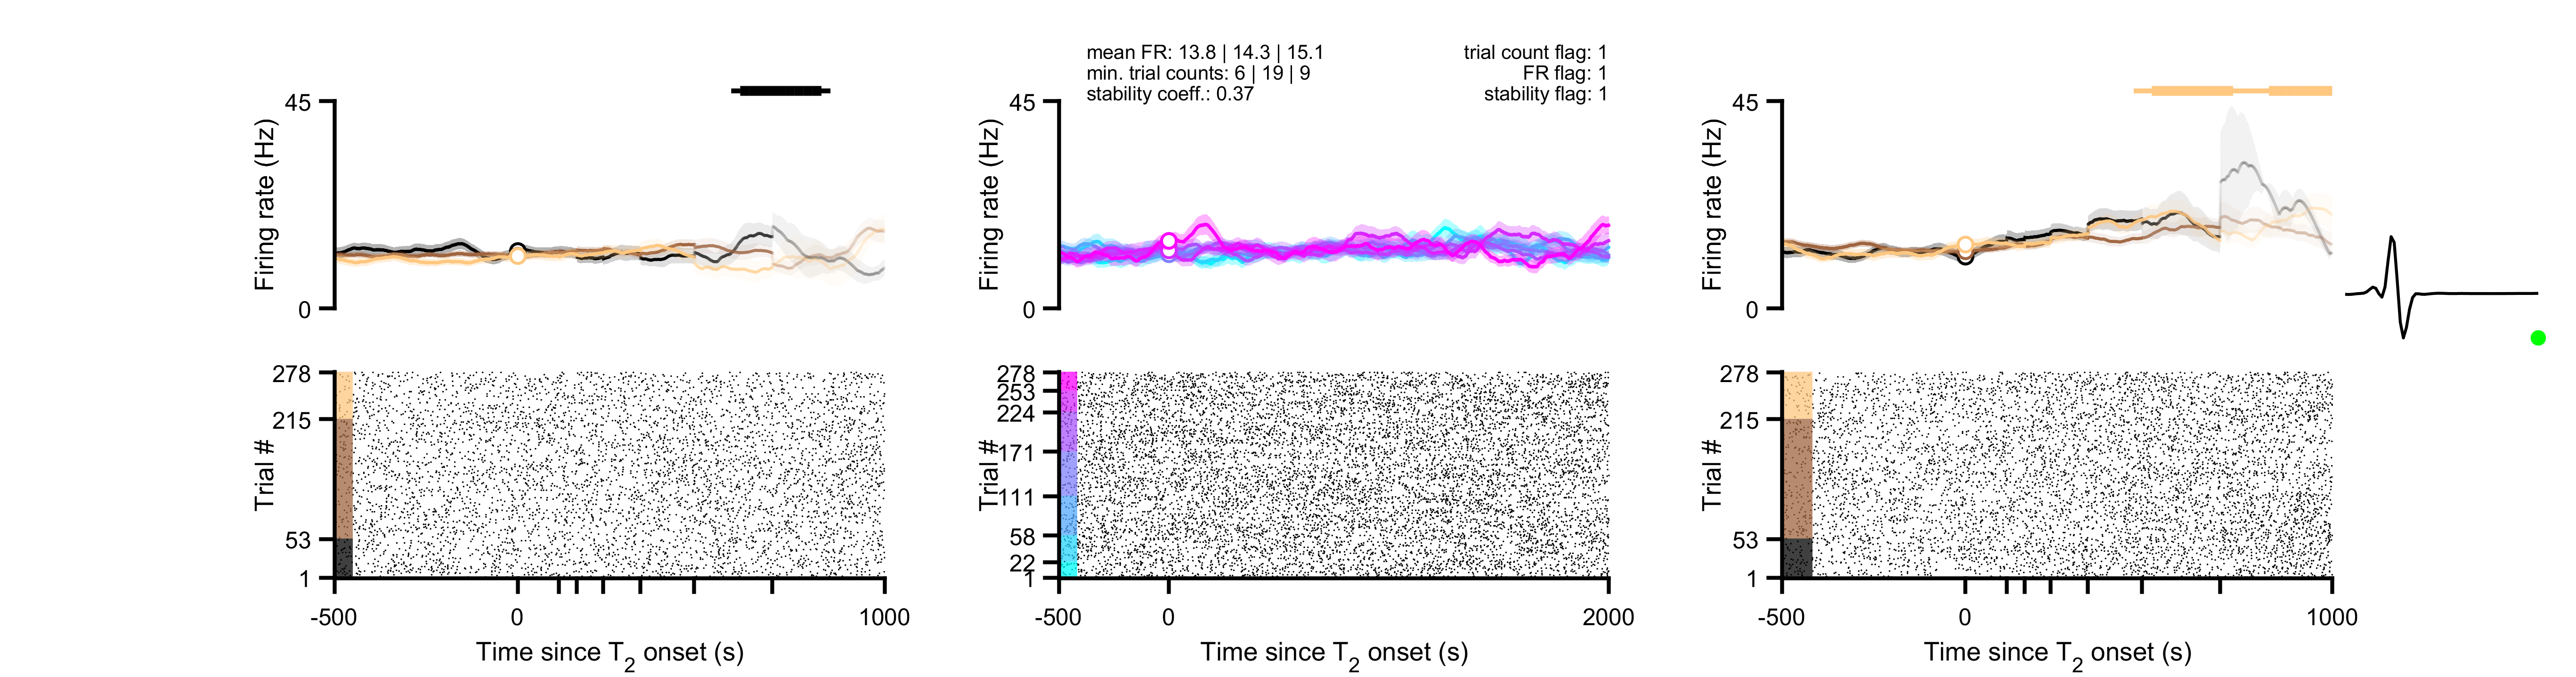 mean FR: 13.8 | 14.3 | 15.1
min. trial counts: 6 | 19 | 9
stability coeff.: 0.37
trial count flag: 1
FR flag: 1
stability flag: 1
45
0
Firing rate (Hz)
278
215
53
1
Trial #
-500
0
1000
Time since T2 onset (s)
45
0
Firing rate (Hz)
278
253
224
171
111
58
22
1
Trial #
-500
0
2000
Time since T2 onset (s)
45
0
Firing rate (Hz)
278
215
53
1
Trial #
-500
0
1000
Time since T2 onset (s)